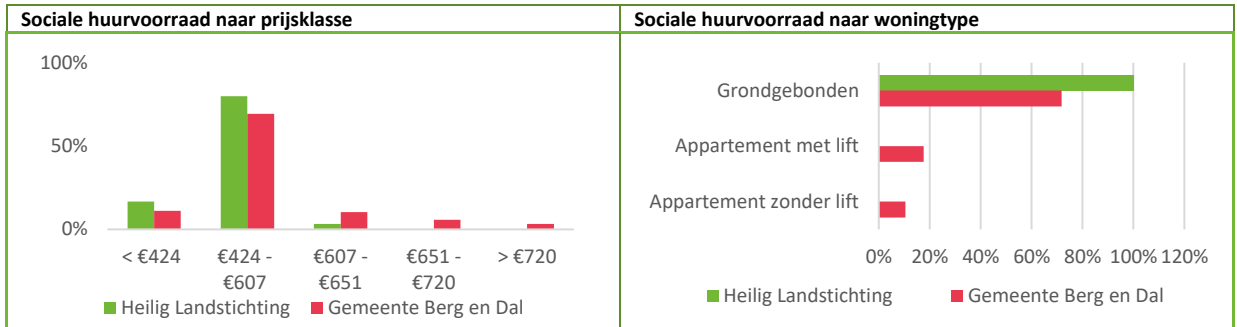 Sociale huurvoorraad naar prijsklasse
100%
50%
0%
< €424
€424 -
€607
€607 -
€651
€651 -
€720
> €720
Heilig Landstichting
Gemeente Berg en Dal
Sociale huurvoorraad naar woningtype
Grondgebonden
Appartement met lift
Appartement zonder lift
0% 20% 40% 60% 80% 100% 120%
Heilig Landstichting
Gemeente Berg en Dal